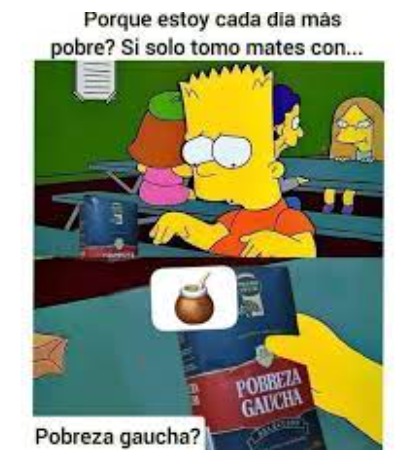 Porque estoy cada dia más
pobre? Si solo tomo mates con...
POBREZA
GAUCHA
Pobreza gaucha?